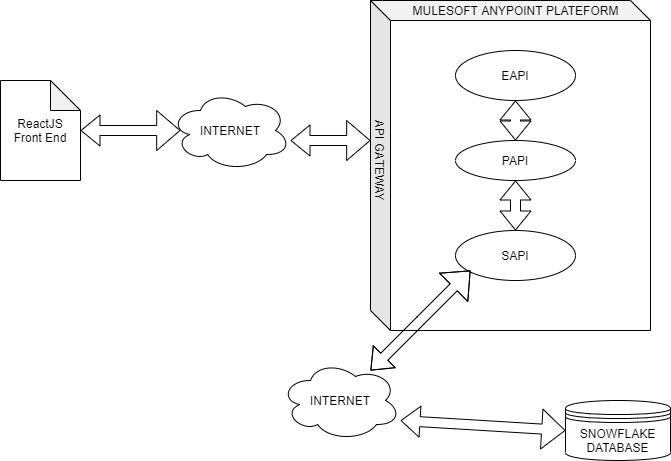 MULESOFT ANYPOINT PLATEFORM
EAPI
ReactJS
Front End
INTERNET
API GATEWAY
PAPI
SAPI
INTERNET
SNOWFLAKE
DATABASE